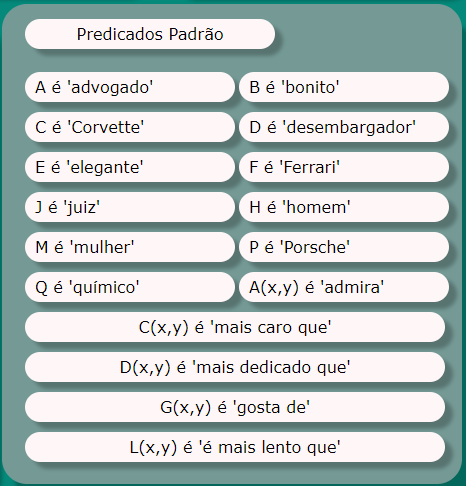 Predicados Padrão
A é 'advogado'
B é 'bonito'
C é 'Corvette'
D é 'desembargador'
E é 'elegante'
F é 'Ferrari'
J é 'juiz'
H é 'homem'
M é 'mulher'
P é 'Porsche'
Q é 'químico'
A(x,y) é 'admira'
C(x,y) é 'mais caro que'
D(x,y) é 'mais dedicado que'
G(x,y) é 'gosta de'
L(x,y) é 'é mais lento que'